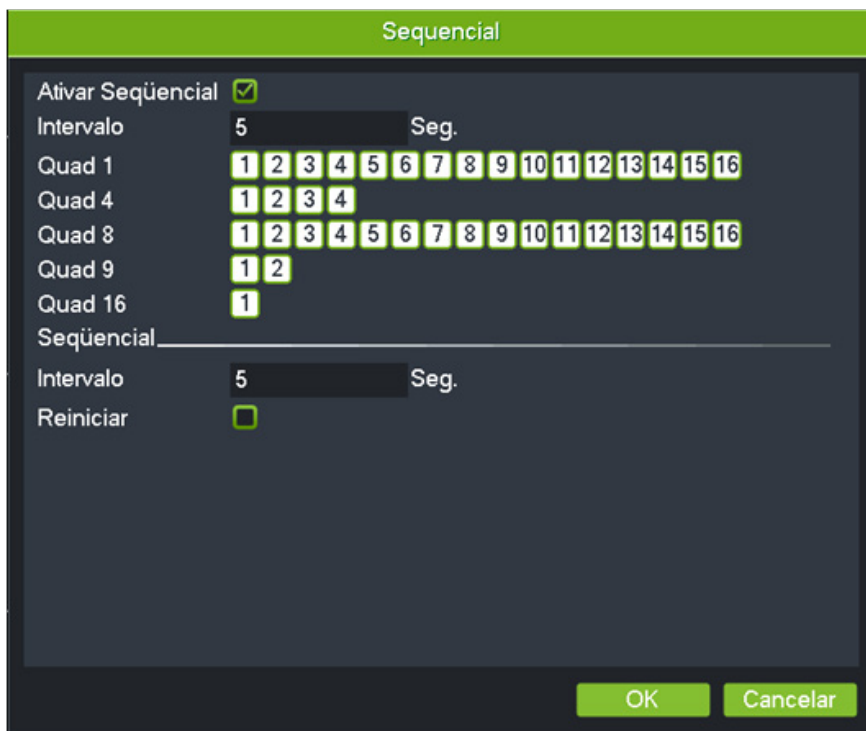 Sequencial
Ativar Seqüencial
Intervalo 5 Seg.
Quad 1 1 2 3 4 5 6 7 8 9 10 11 12 13 14 15 16
Quad 4 1 2 3 4
Quad 8 1 2 3 4 5 6 7 8 9 10 11 12 13 14 15 16
Quad 9 1 2
Quad 16 1
Seqüencial
Intervalo 5 Seg.
Reiniciar
OK Cancelar